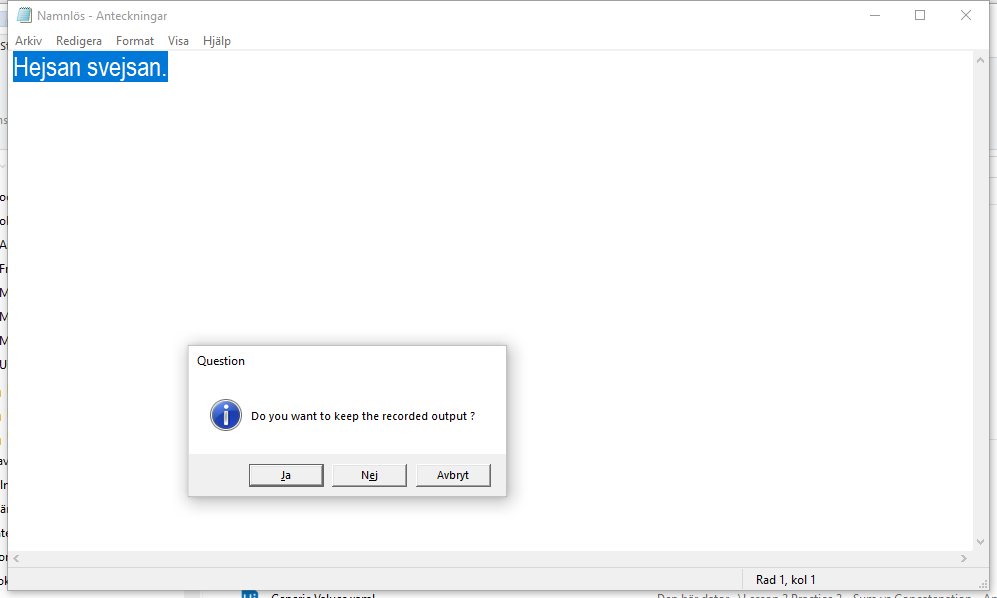 Namnlös - Anteckningar
Arkiv Redigera Format Visa Hjälp
Hejsan svejsan.
Question
Do you want to keep the recorded output ?
Ja Nej Avbryt
Rad 1, kol 1